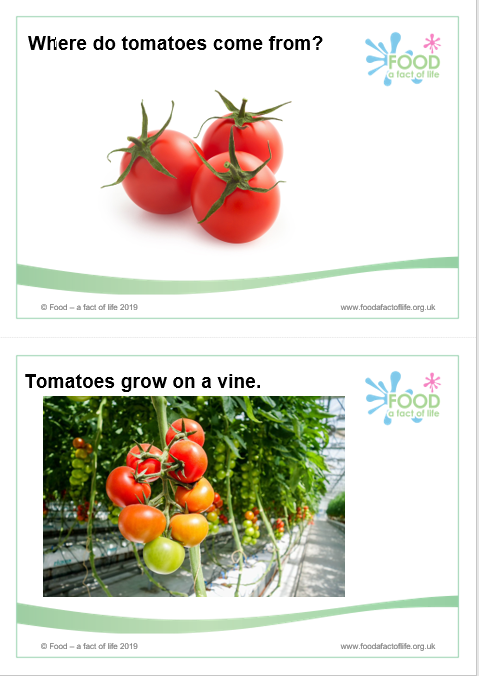 Where do tomatoes come from?
FOOD
a fact of life
© Food – a fact of life 2019
www.foodafactoflife.org.uk
Tomatoes grow on a vine.
FOOD
a fact of life
© Food – a fact of life 2019
www.foodafactoflife.org.uk